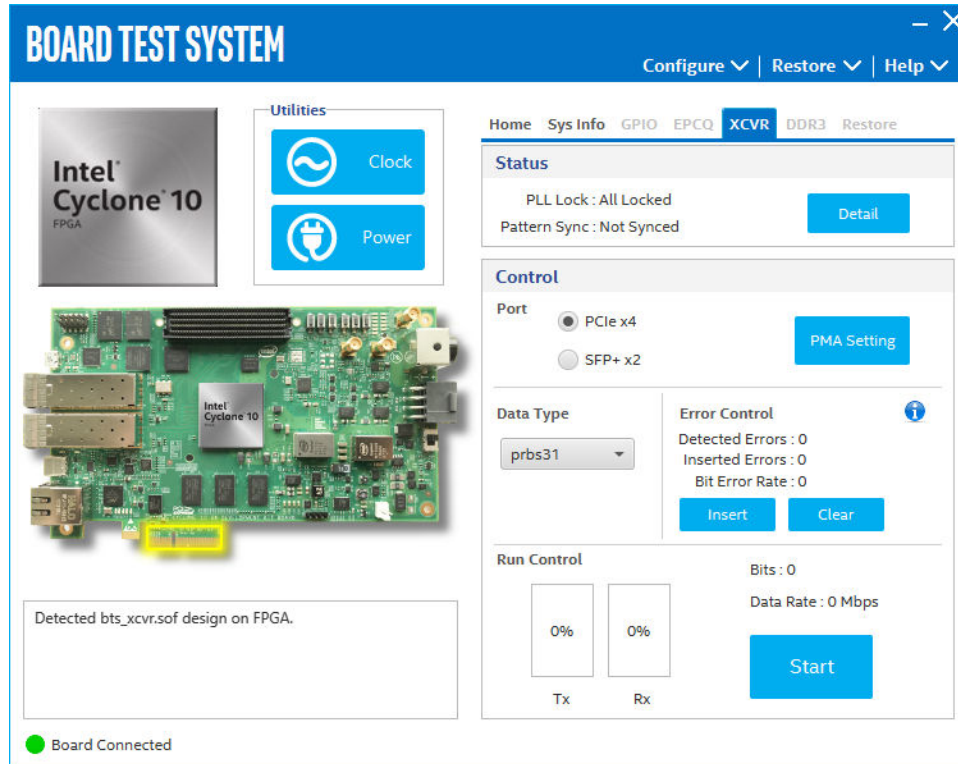 BOARD TEST SYSTEM
Configure | Restore | Help
Intel
Cyclone 10
FPGA
Utilities
Clock
Power
Intel
Cyclone 10
Detected bts_xcvr.sof design on FPGA.
Board Connected
Home Sys Info GPIO EPCQ XCVR DDR3 Restore
Status
PLL Lock : All Locked
Pattern Sync : Not Synced
Detail
Control
Port
PCIe x4
SFP+ x2
PMA Setting
Data Type
prbs31
Error Control
Detected Errors : 0
Inserted Errors : 0
Bit Error Rate : 0
Insert Clear
Run Control
0% 0%
Tx Rx
Bits : 0
Data Rate : 0 Mbps
Start